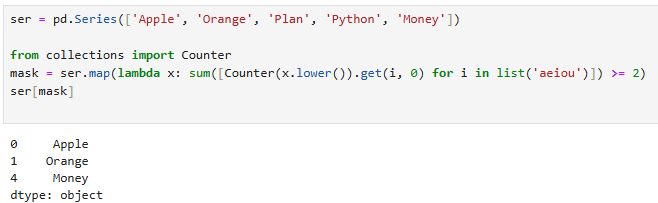 ser = pd.Series(['Apple', 'Orange', 'Plan', 'Python', 'Money'])
from collections import Counter
mask = ser.map(lambda x: sum([Counter(x.lower()).get(i, 0) for i in list('aeiou')]) >= 2)
ser[mask]
0     Apple
1    Orange
4     Money
dtype: object